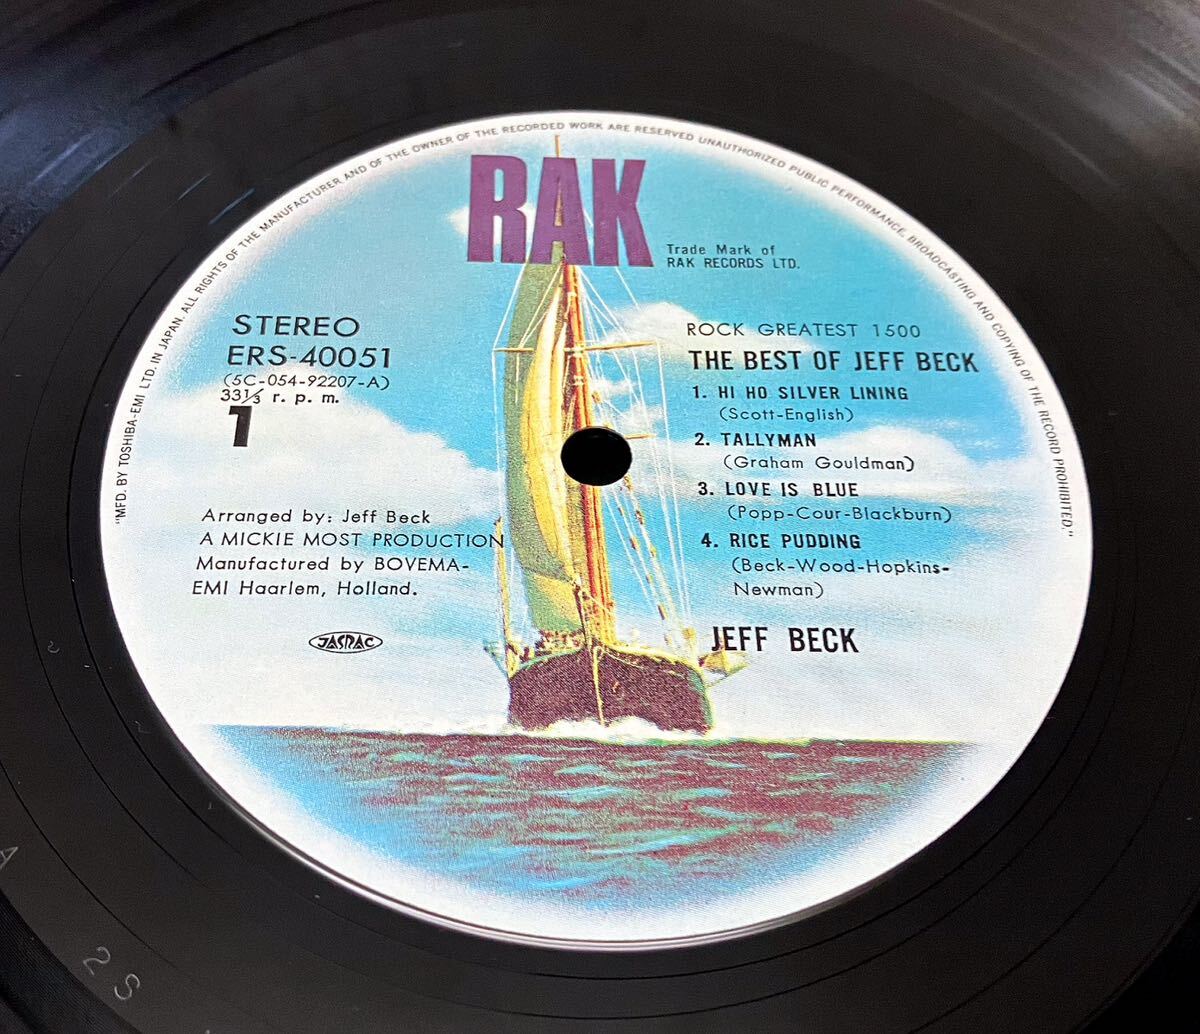 "MFD. BY TOSHIBA-EMI LTD. IN JAPAN. ALL RIGHTS OF THE MANUFACTURER AND OF THE OWNER OF THE RECORDED WORK ARE RESERVED UNAUTHORIZED PUBLIC PERFORMANCE, BROADCASTING AND COPYING OF THE RECORD PROHIBITED."
RAK
Trade Mark of
RAK RECORDS LTD.
STEREO
ERS-40051
(5C-054-92207-A)
33⅓ r. p. m.
1
Arranged by: Jeff Beck
A MICKIE MOST PRODUCTION
Manufactured by BOVEMA-
EMI Haarlem, Holland.
JASRAC
ROCK GREATEST 1500
THE BEST OF JEFF BECK
1. HI HO SILVER LINING
(Scott-English)
2. TALLYMAN
(Graham Gouldman)
3. LOVE IS BLUE
(Popp-Cour-Blackburn)
4. RICE PUDDING
(Beck-Wood-Hopkins-
Newman)
JEFF BECK
A 2S